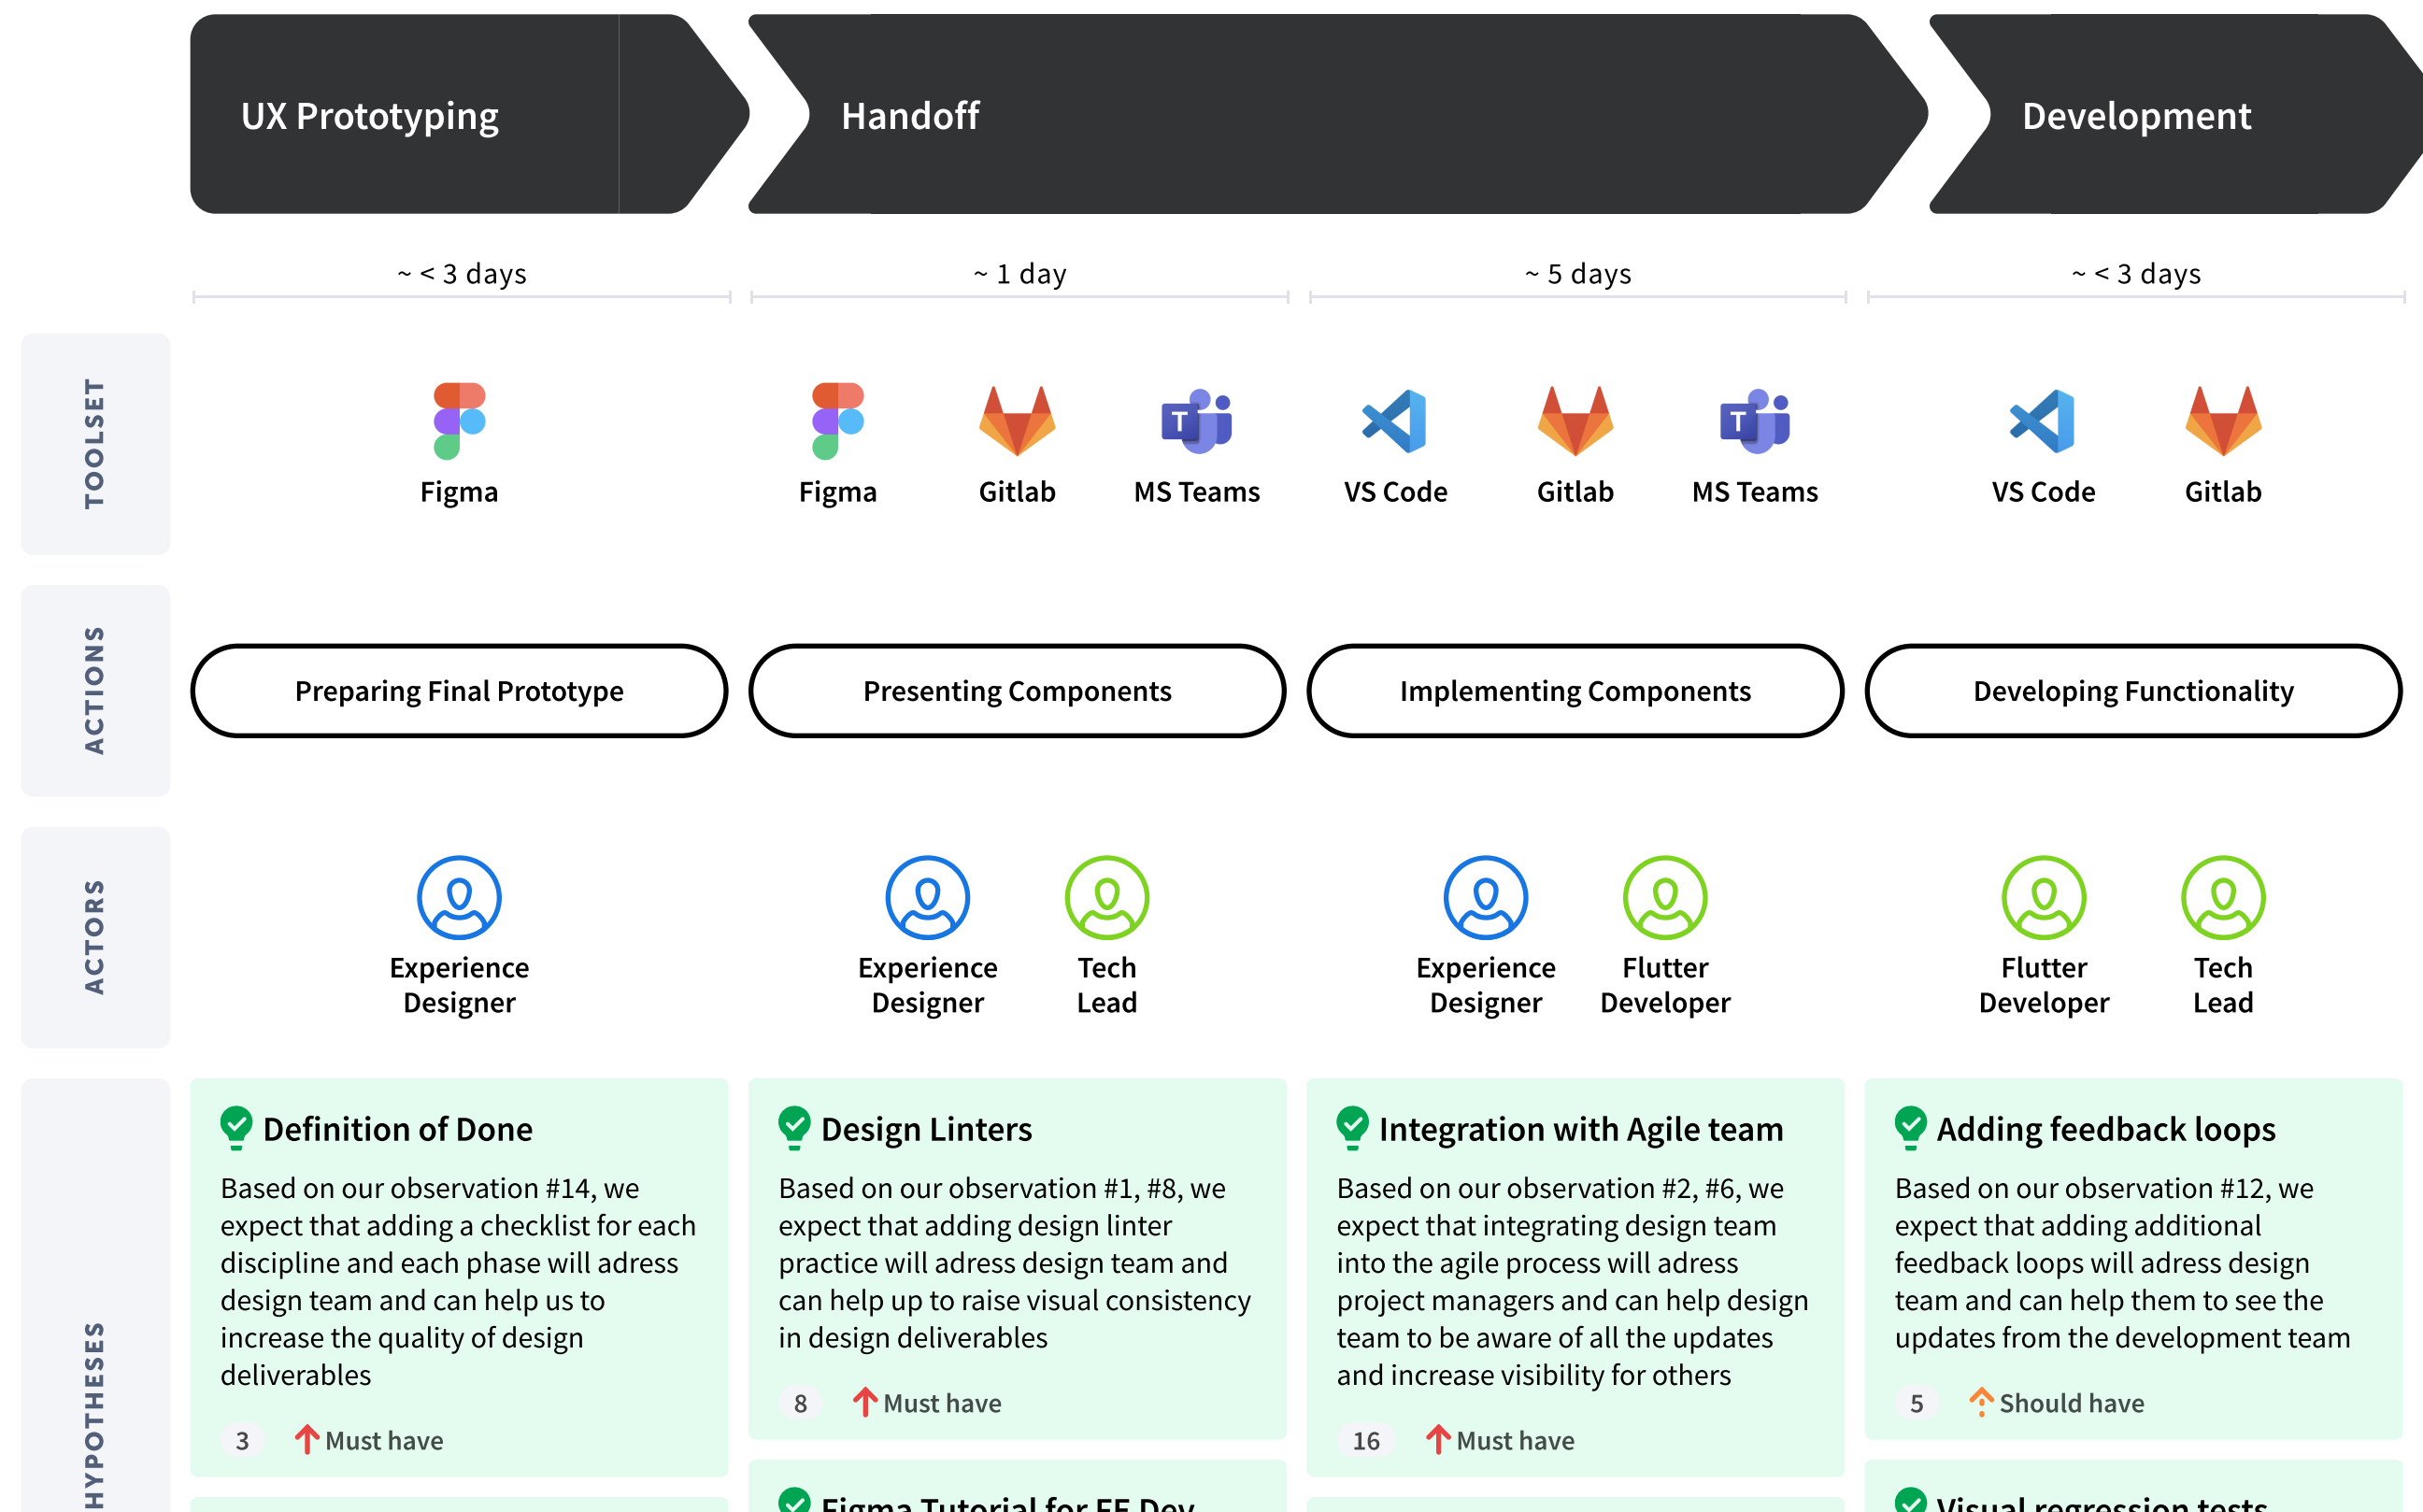 UX Prototyping
Handoff
Development
~ < 3 days
~ 1 day
~ 5 days
~ < 3 days
TOOLSET
Figma
Figma
Gitlab
T
MS Teams
VS Code
Gitlab
T
MS Teams
VS Code
Gitlab
ACTIONS
Preparing Final Prototype
Presenting Components
Implementing Components
Developing Functionality
ACTORS
Experience
Designer
Experience
Designer
Tech
Lead
Experience
Designer
Flutter
Developer
Flutter
Developer
Tech
Lead
HYPOTHESES
Definition of Done
Based on our observation #14, we
expect that adding a checklist for each
discipline and each phase will adress
design team and can help us to
increase the quality of design
deliverables
3
Must have
Design Linters
Based on our observation #1, #8, we
expect that adding design linter
practice will adress design team and
can help up to raise visual consistency
in design deliverables
8
Must have
Figma Tutorial for FE Dev
Integration with Agile team
Based on our observation #2, #6, we
expect that integrating design team
into the agile process will adress
project managers and can help design
team to be aware of all the updates
and increase visibility for others
16
Must have
Adding feedback loops
Based on our observation #12, we
expect that adding additional
feedback loops will adress design
team and can help them to see the
updates from the development team
5
Should have
Visual regression tests